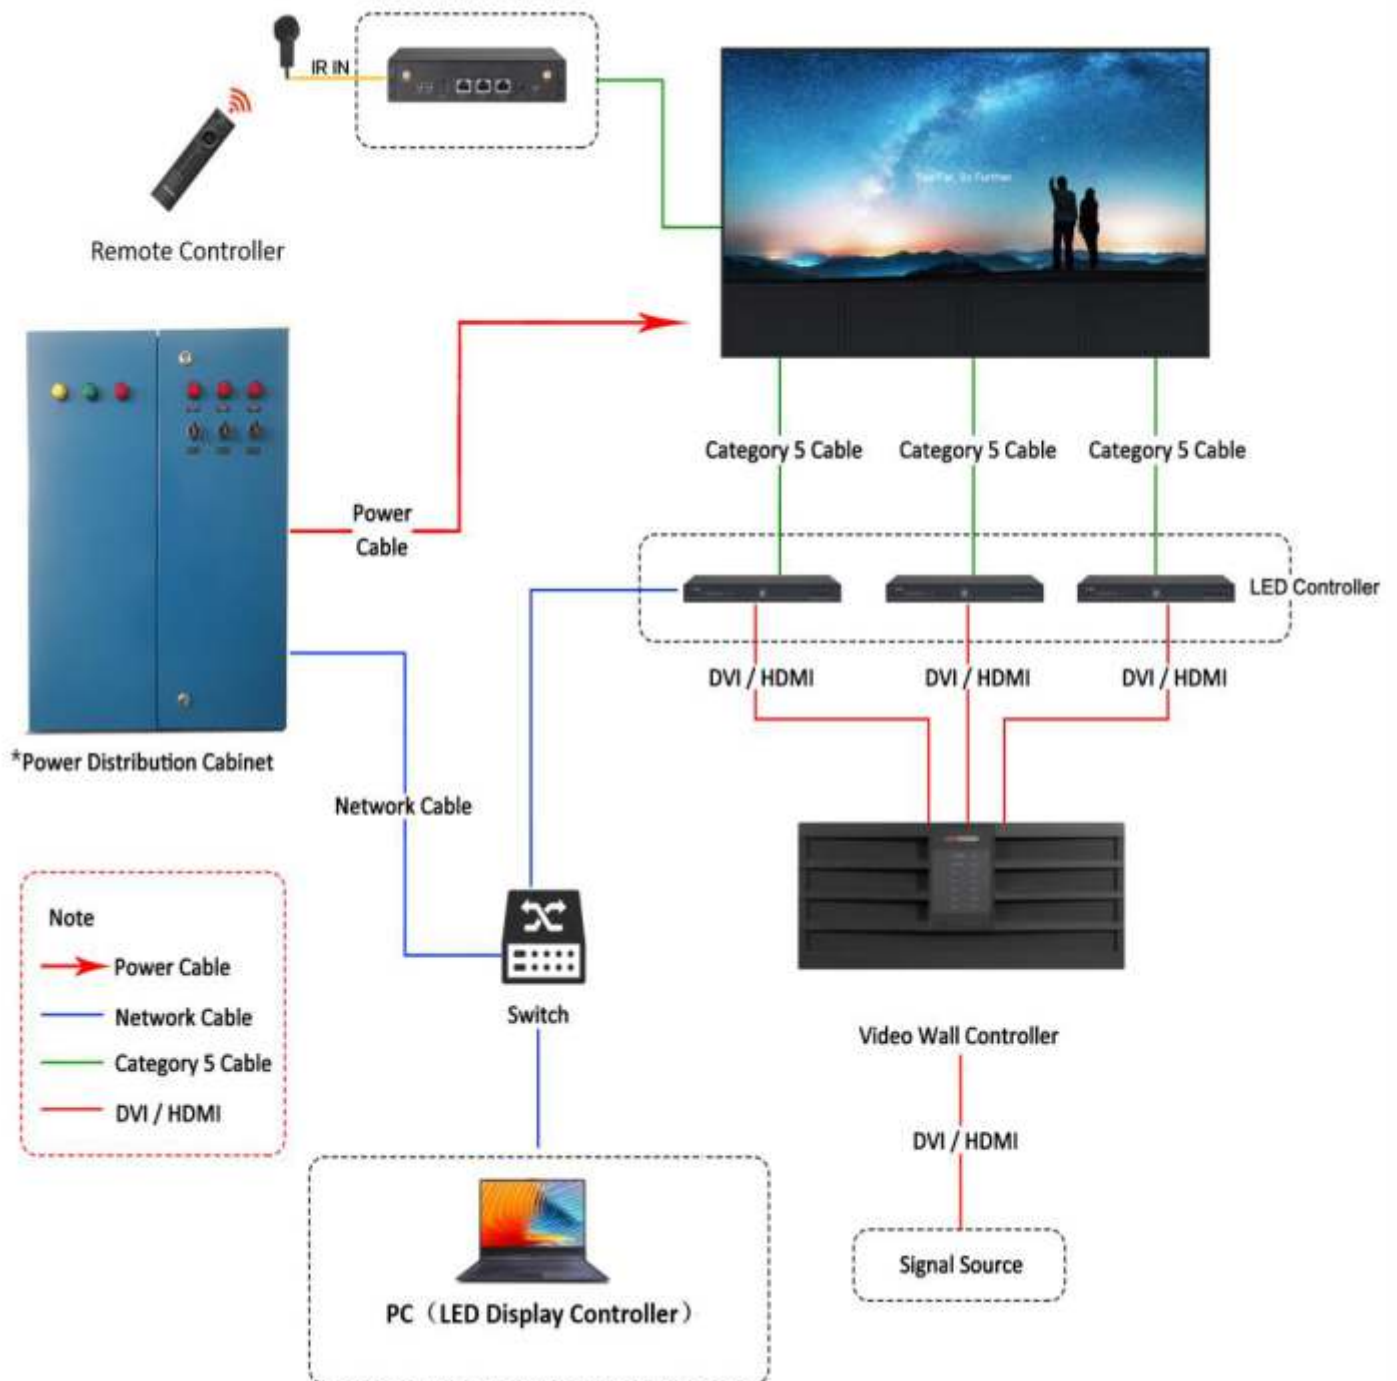 IR IN
Remote Controller
Power
Cable
*Power Distribution Cabinet
Category 5 Cable
Category 5 Cable
Category 5 Cable
LED Controller
DVI / HDMI
DVI / HDMI
DVI / HDMI
Network Cable
Note
Power Cable
Network Cable
Category 5 Cable
DVI / HDMI
Switch
Video Wall Controller
DVI / HDMI
Signal Source
PC（LED Display Controller）